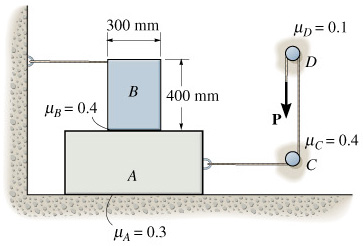 300 mm
μD = 0.1
D
B
400 mm
μB = 0.4
P
μC = 0.4
C
A
μA = 0.3